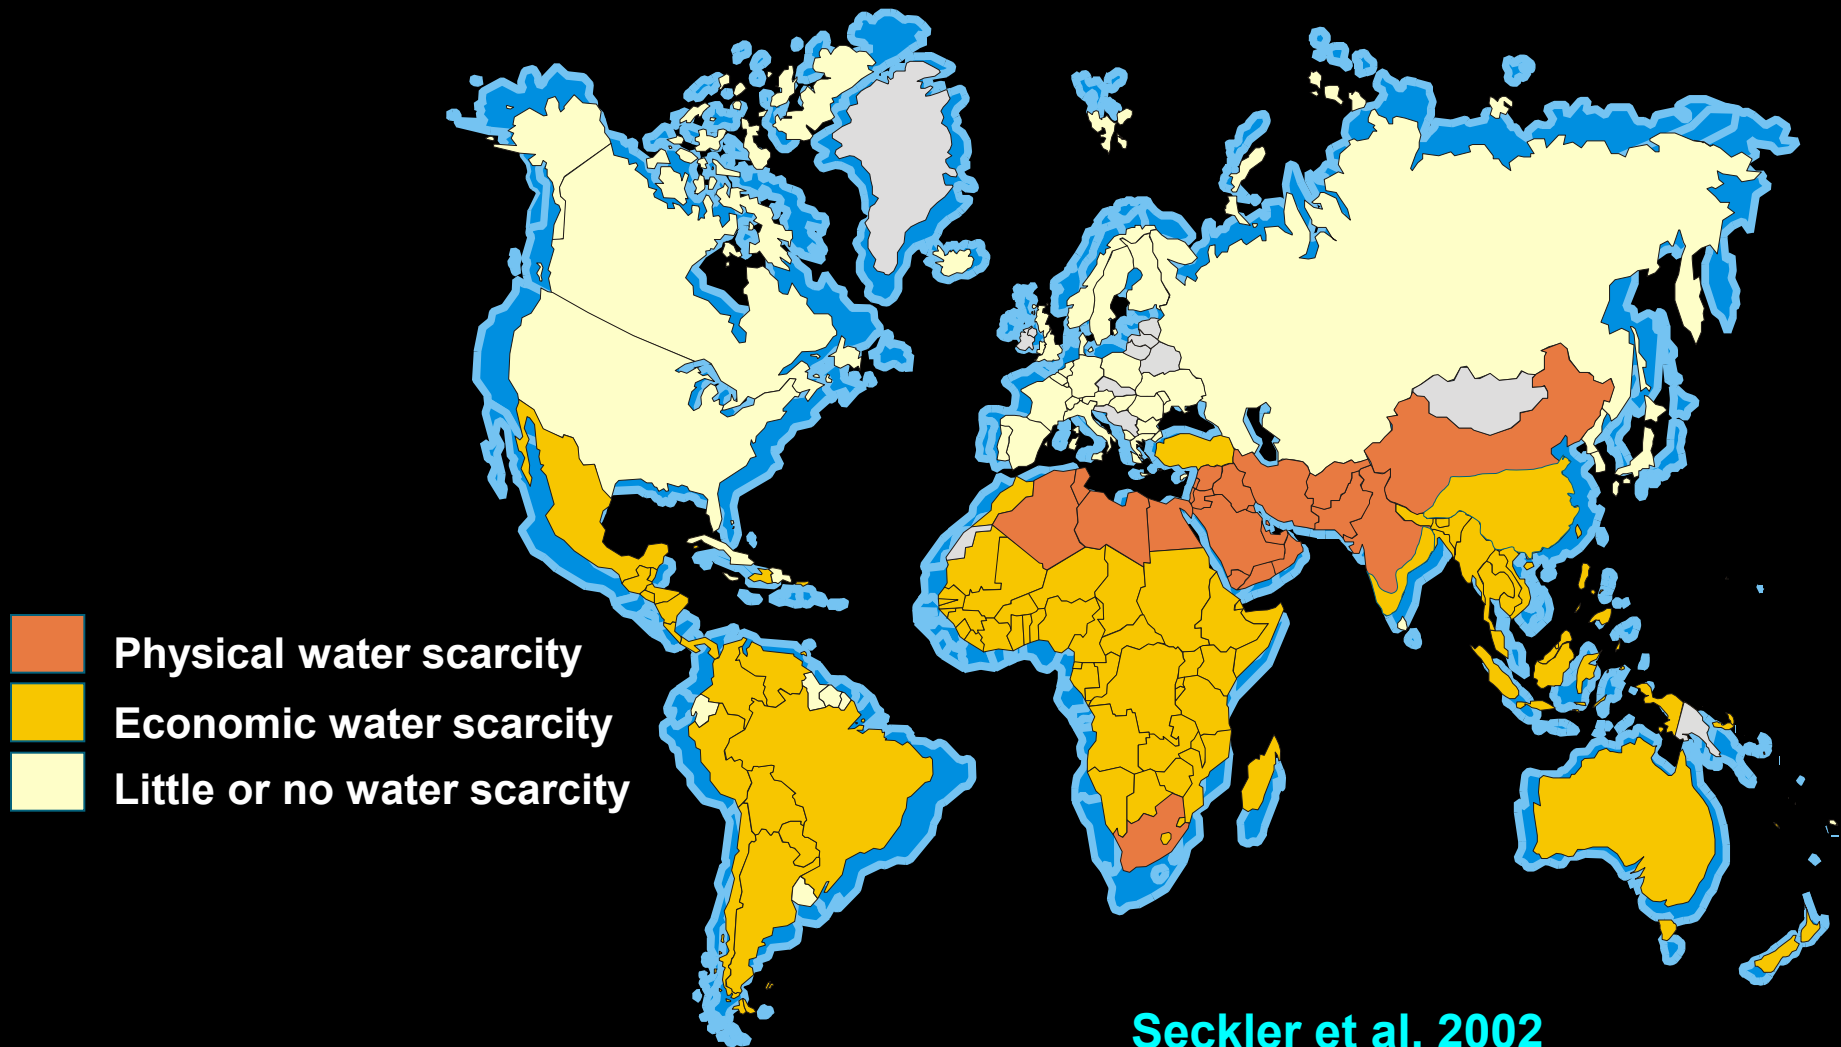 Physical water scarcity
Economic water scarcity
Little or no water scarcity
Seckler et al. 2002